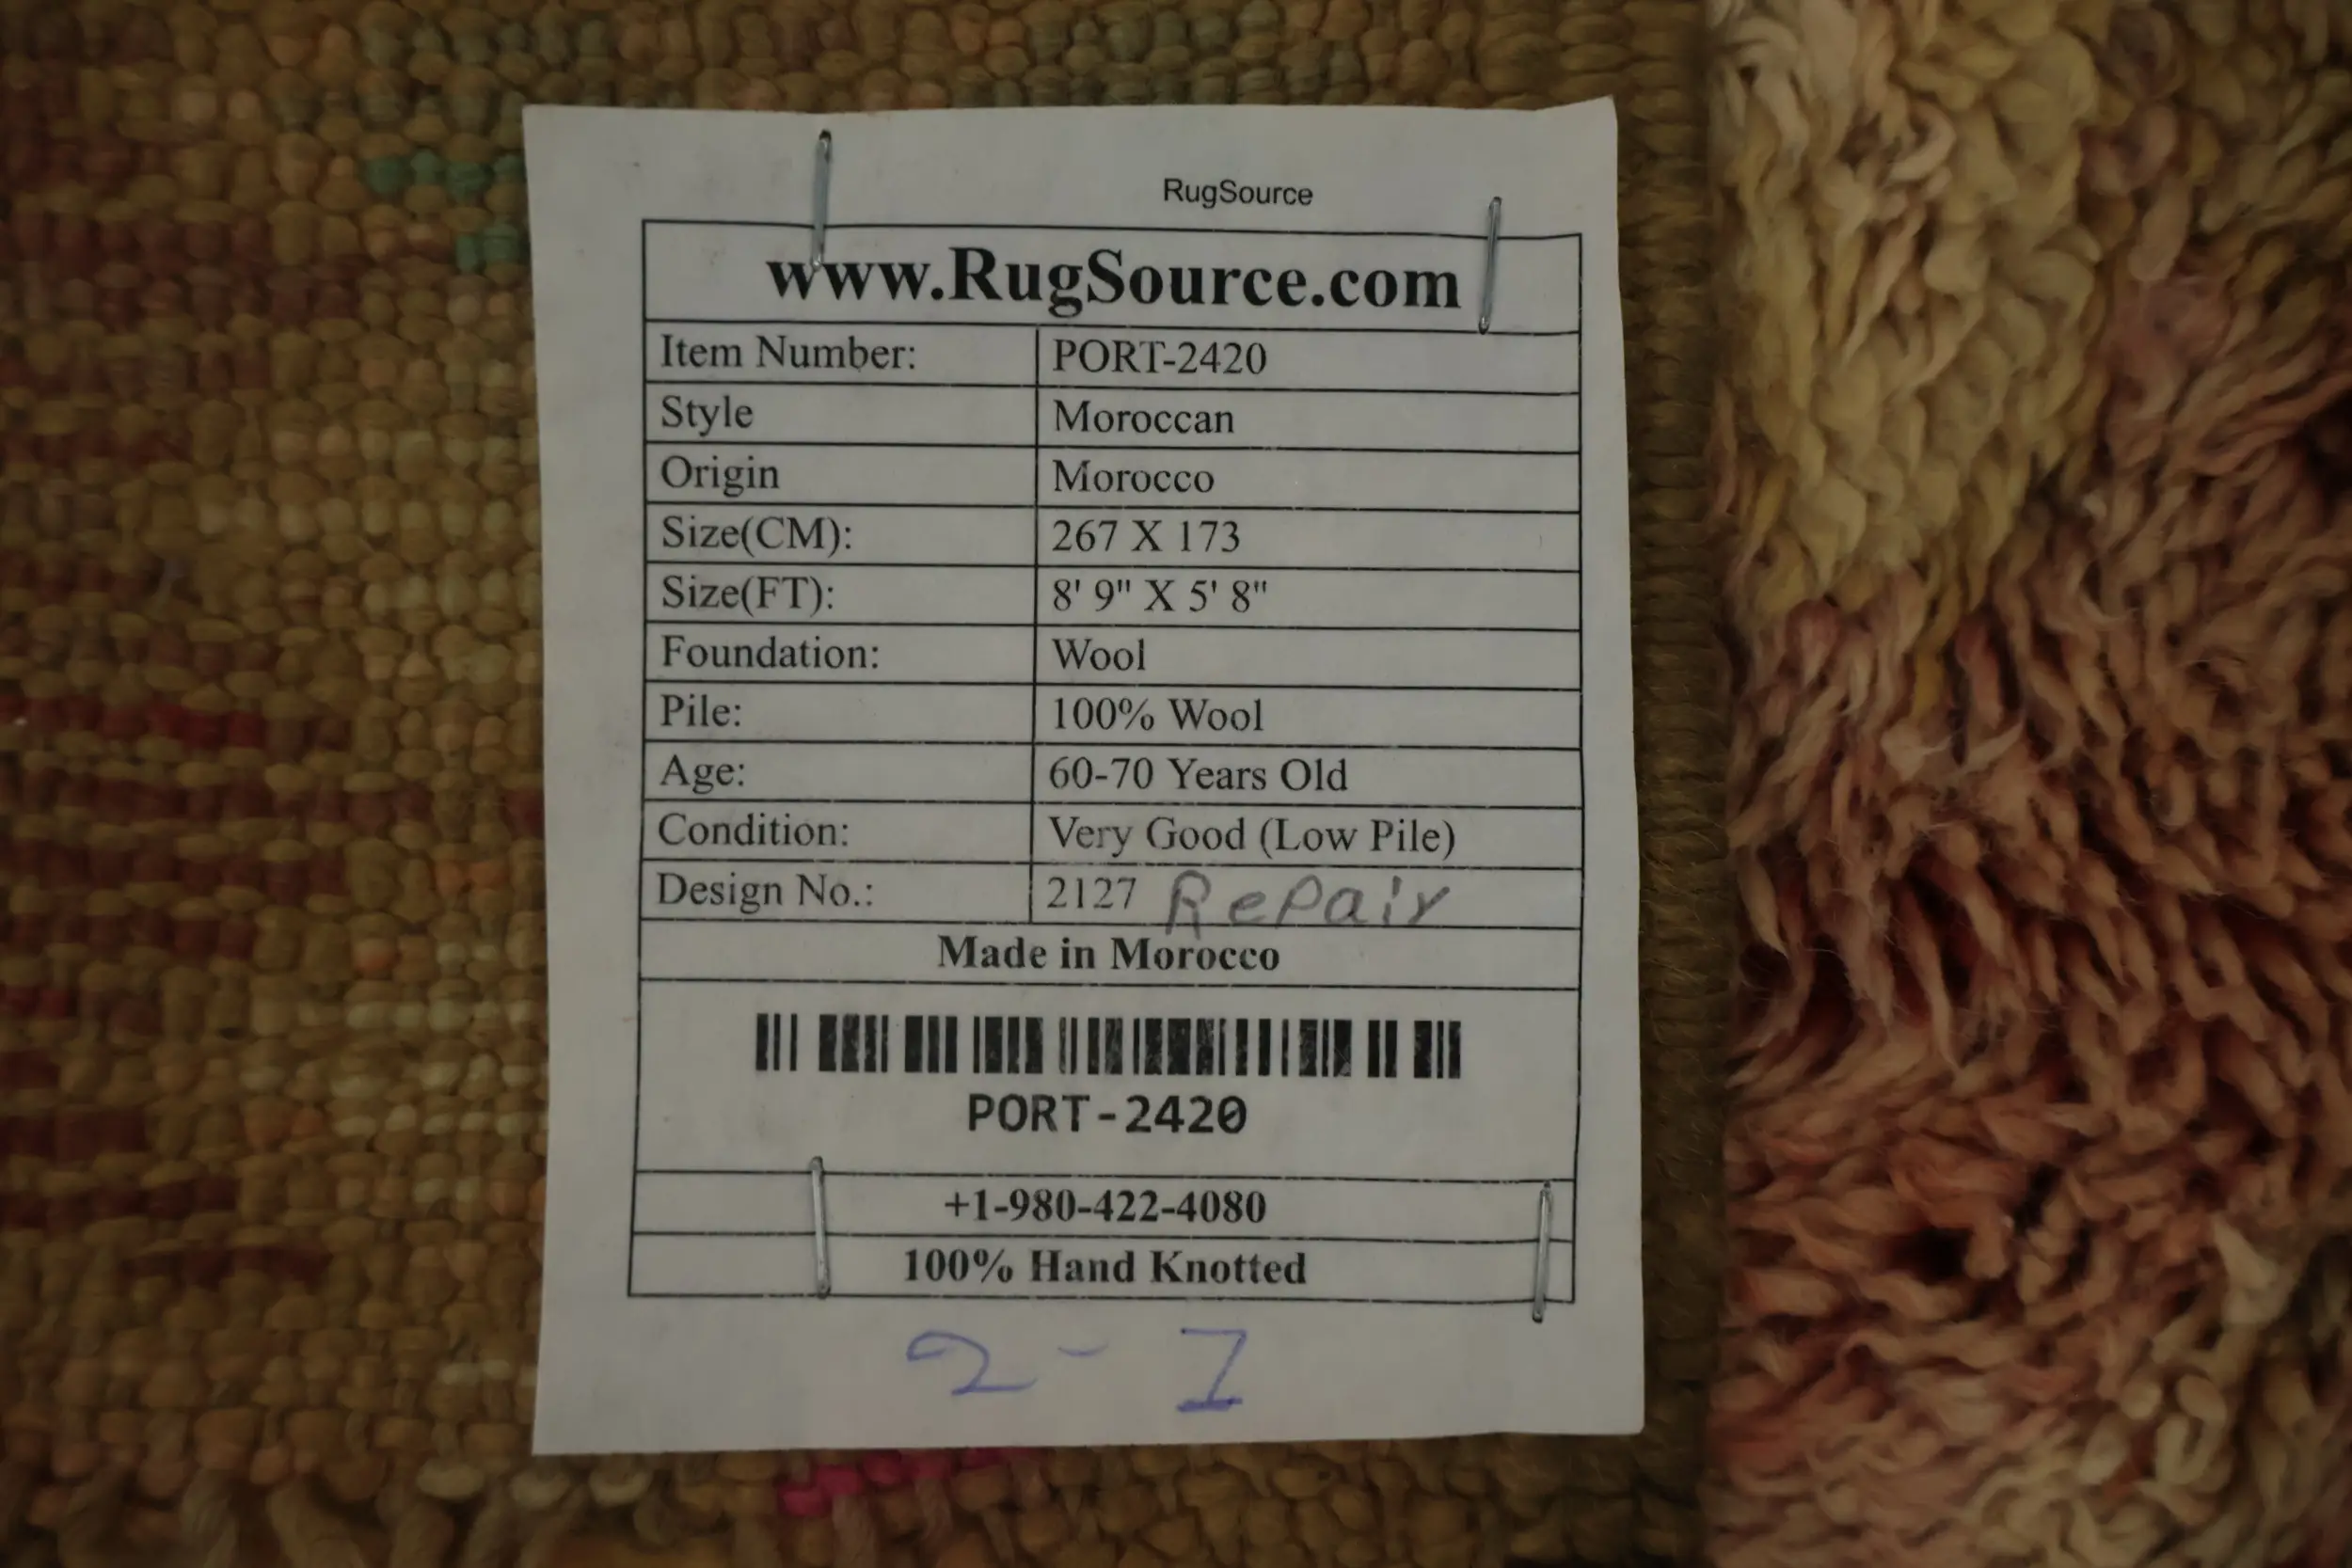 RugSource
www.RugSource.com
Item Number: PORT-2420
Style Moroccan
Origin Morocco
Size(CM): 267 X 173
Size(FT): 8' 9" X 5' 8"
Foundation: Wool
Pile: 100% Wool
Age: 60-70 Years Old
Condition: Very Good (Low Pile)
Design No.: 2127 Repair
Made in Morocco
PORT-2420
+1-980-422-4080
100% Hand Knotted
2-1